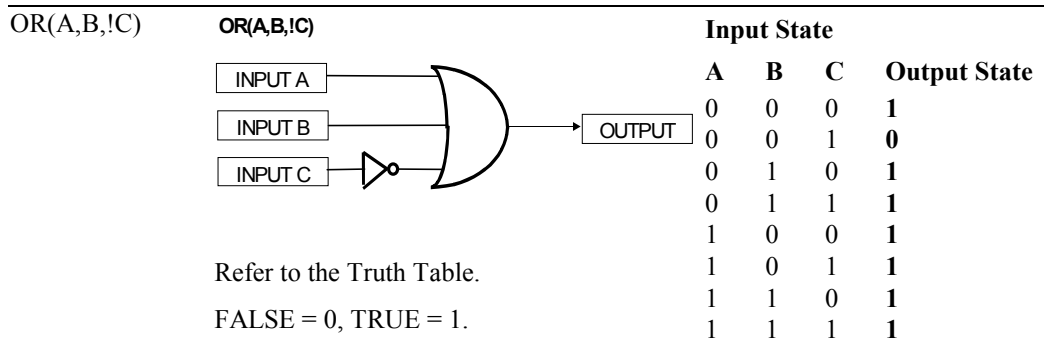 OR(A,B,!C)
OR(A,B,!C)
INPUT A
INPUT B
INPUT C
OUTPUT
Refer to the Truth Table.
FALSE = 0, TRUE = 1.
Input State
A B C Output State
0 0 0 1
0 0 1 0
0 1 0 1
0 1 1 1
1 0 0 1
1 0 1 1
1 1 0 1
1 1 1 1